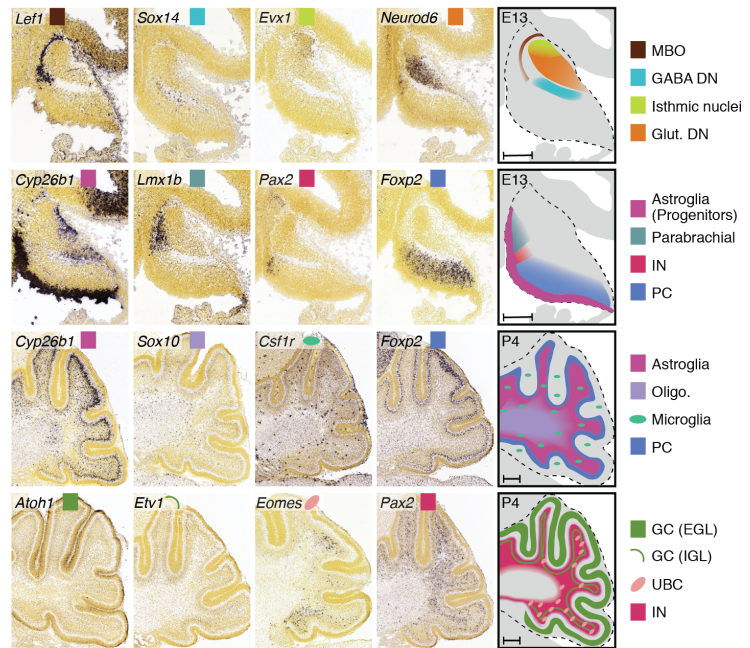 Lef1
Sox14
Evx1
Neurod6
E13
MBO
GABA DN
Isthmic nuclei
Glut. DN
Cyp26b1
Lmx1b
Pax2
Foxp2
E13
Astroglia
(Progenitors)
Parabrachial
IN
PC
Cyp26b1
Sox10
Csf1r
Foxp2
P4
Astroglia
Oligo.
Microglia
PC
Atoh1
Etv1
Eomes
Pax2
P4
GC (EGL)
GC (IGL)
UBC
IN